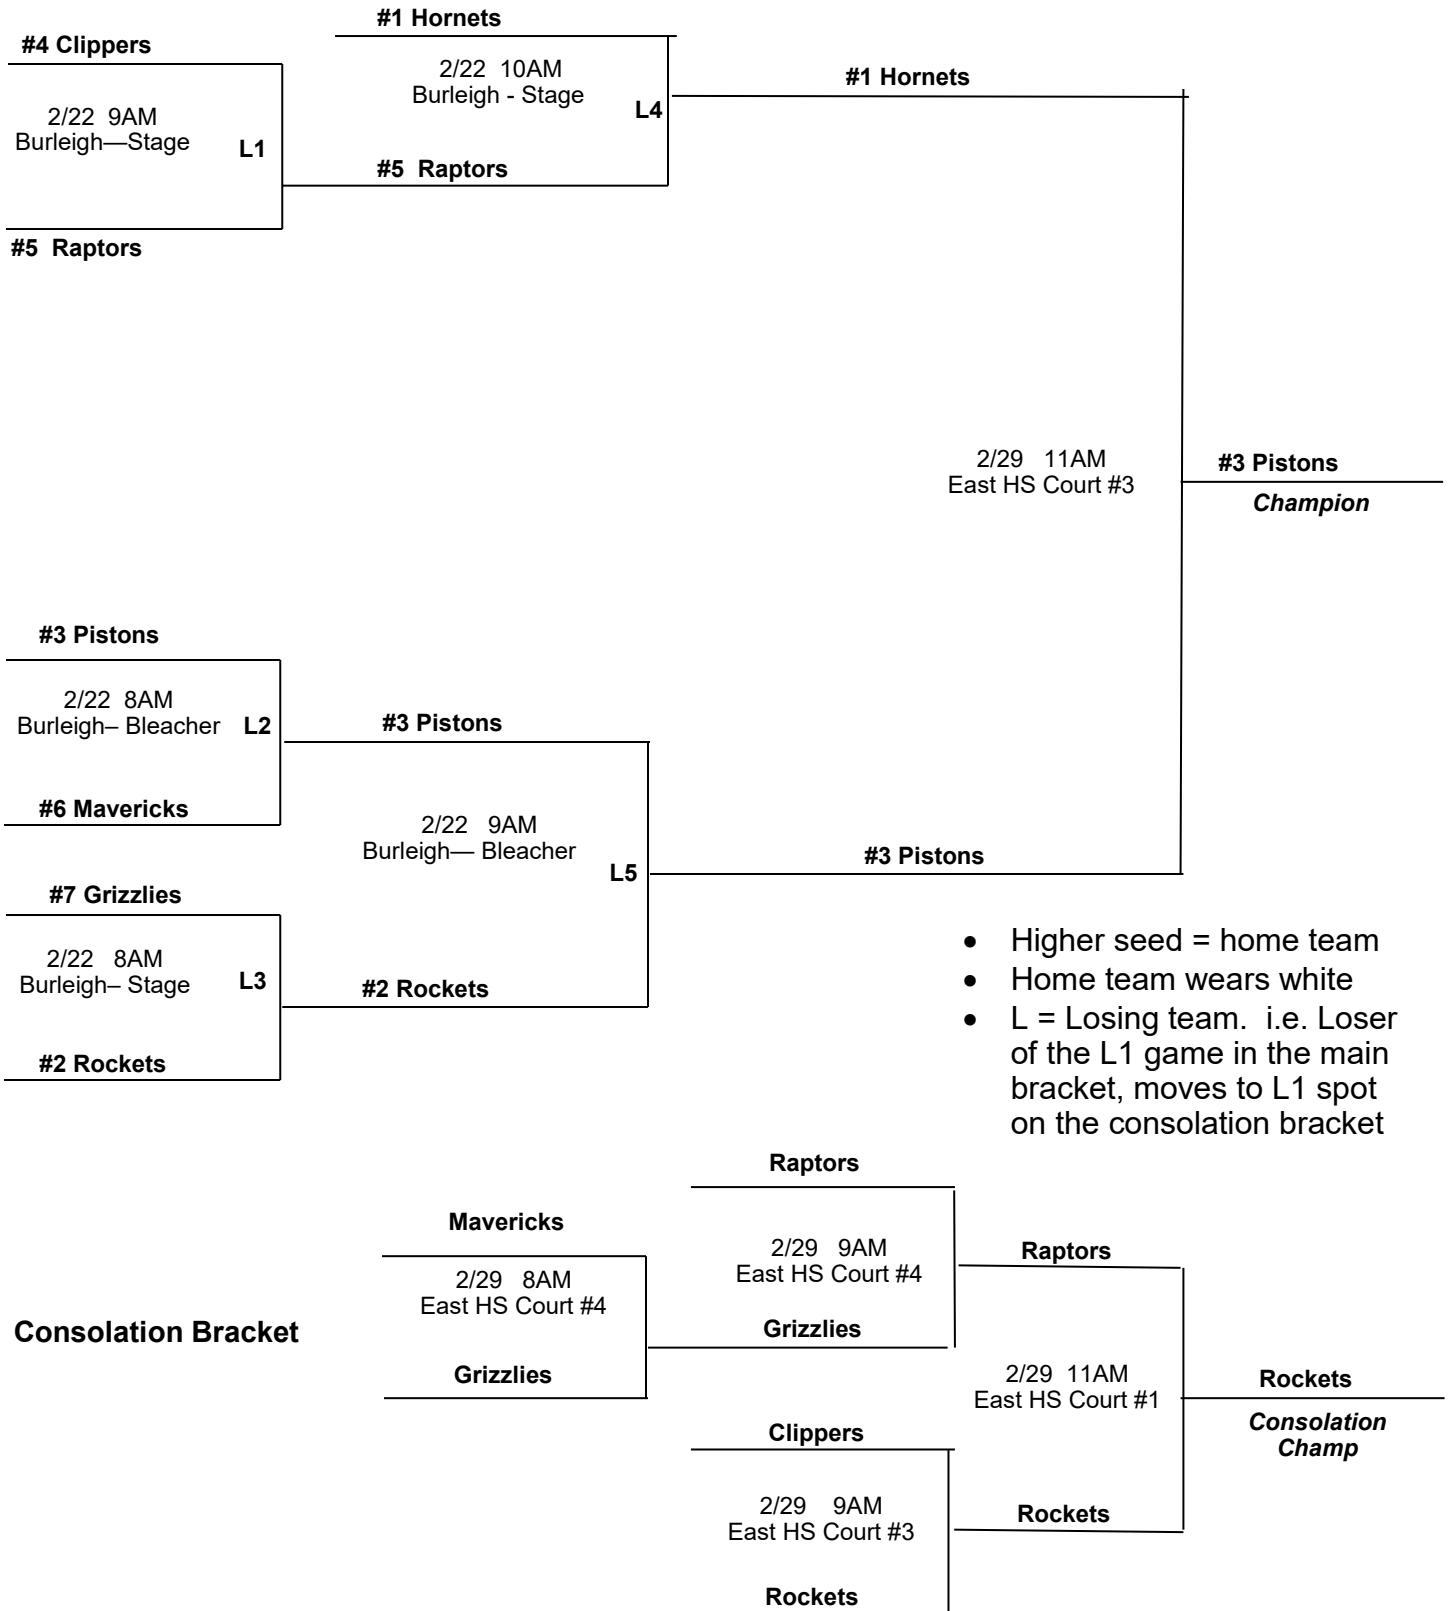 #1 Hornets
#4 Clippers
2/22 10AM
Burleigh - Stage
L4
#1 Hornets
2/22 9AM
Burleigh—Stage
L1
#5 Raptors
#5 Raptors
2/29 11AM
East HS Court #3
#3 Pistons
Champion
#3 Pistons
2/22 8AM
Burleigh– Bleacher
L2
#3 Pistons
#6 Mavericks
2/22 9AM
Burleigh— Bleacher
L5
#3 Pistons
#7 Grizzlies
2/22 8AM
Burleigh– Stage
L3
#2 Rockets
#2 Rockets
• Higher seed = home team
• Home team wears white
• L = Losing team. i.e. Loser
of the L1 game in the main
bracket, moves to L1 spot
on the consolation bracket
Consolation Bracket
Raptors
Mavericks
2/29 9AM
East HS Court #4
Raptors
2/29 8AM
East HS Court #4
Grizzlies
Grizzlies
2/29 11AM
East HS Court #1
Rockets
Consolation
Champ
Clippers
2/29 9AM
East HS Court #3
Rockets
Rockets